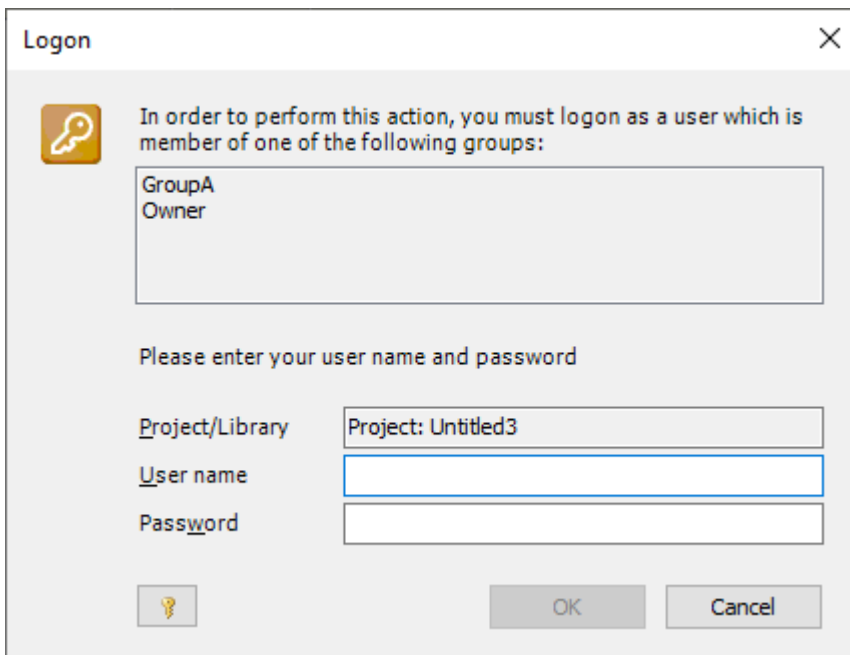 Logon
In order to perform this action, you must logon as a user which is
member of one of the following groups:
GroupA
Owner
Please enter your user name and password
Project/Library
Project: Untitled3
User name
Password
OK
Cancel